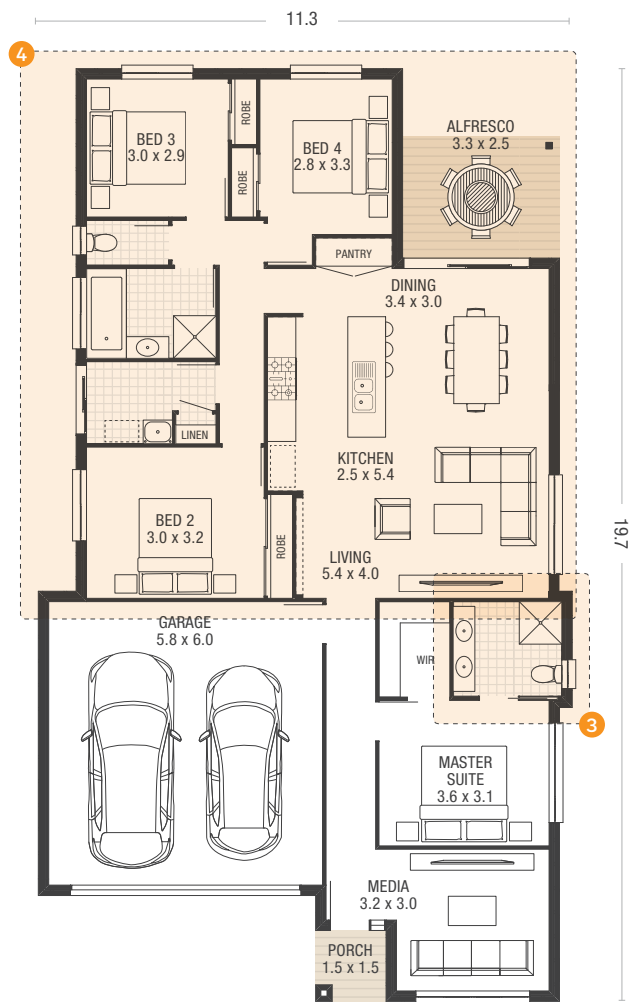 11.3
4
BED 3
3.0 x 2.9
ROBE
ROBE
BED 4
2.8 x 3.3
ALFRESCO
3.3 x 2.5
PANTRY
DINING
3.4 x 3.0
LINEN
KITCHEN
2.5 x 5.4
BED 2
3.0 x 3.2
ROBE
LIVING
5.4 x 4.0
19.7
GARAGE
5.8 x 6.0
WIR
3
MASTER
SUITE
3.6 x 3.1
MEDIA
3.2 x 3.0
PORCH
1.5 x 1.5